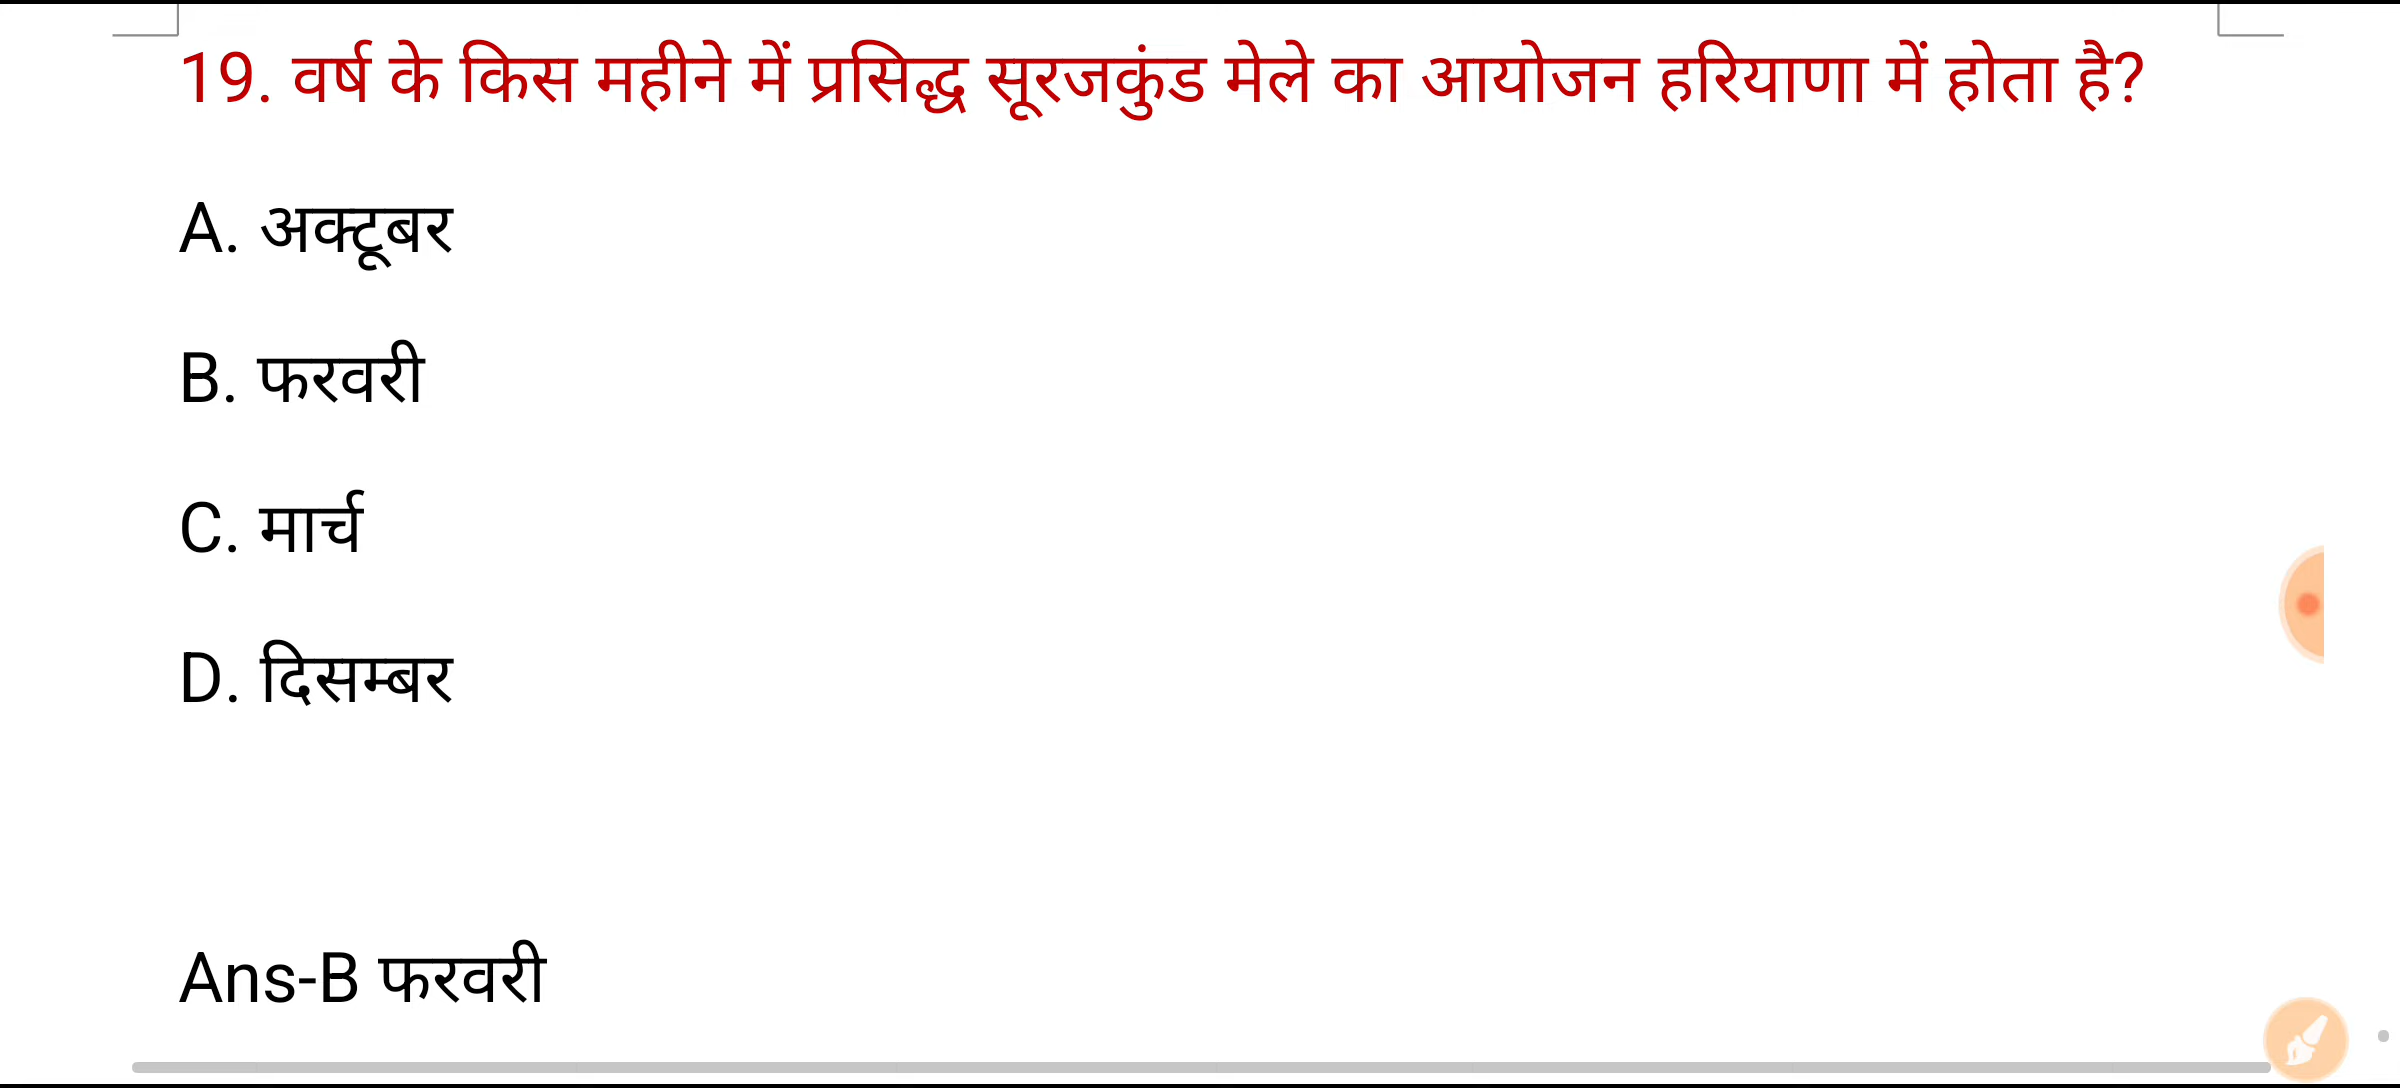 19. वर्ष के किस महीने में प्रसिद्ध सूरजकुंड मेले का आयोजन हरियाणा में होता है?
A. अक्टूबर
B. फरवरी
C. मार्च
D. दिसम्बर
Ans-B फरवरी